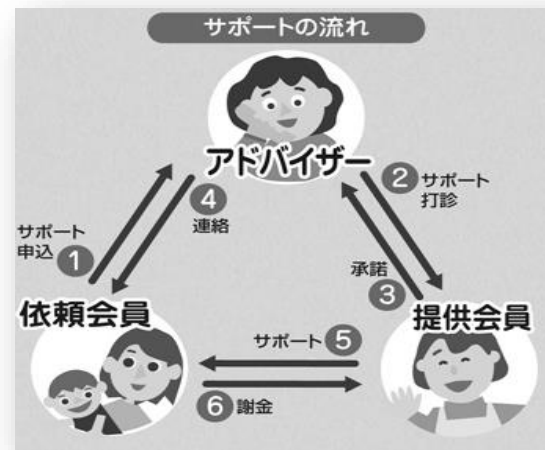 サポートの流れ
アドバイザー
④
連絡
②サポート
打診
サポート
申込①
承諾
③
依頼会員
提供会員
サポート⑤
⑥謝金